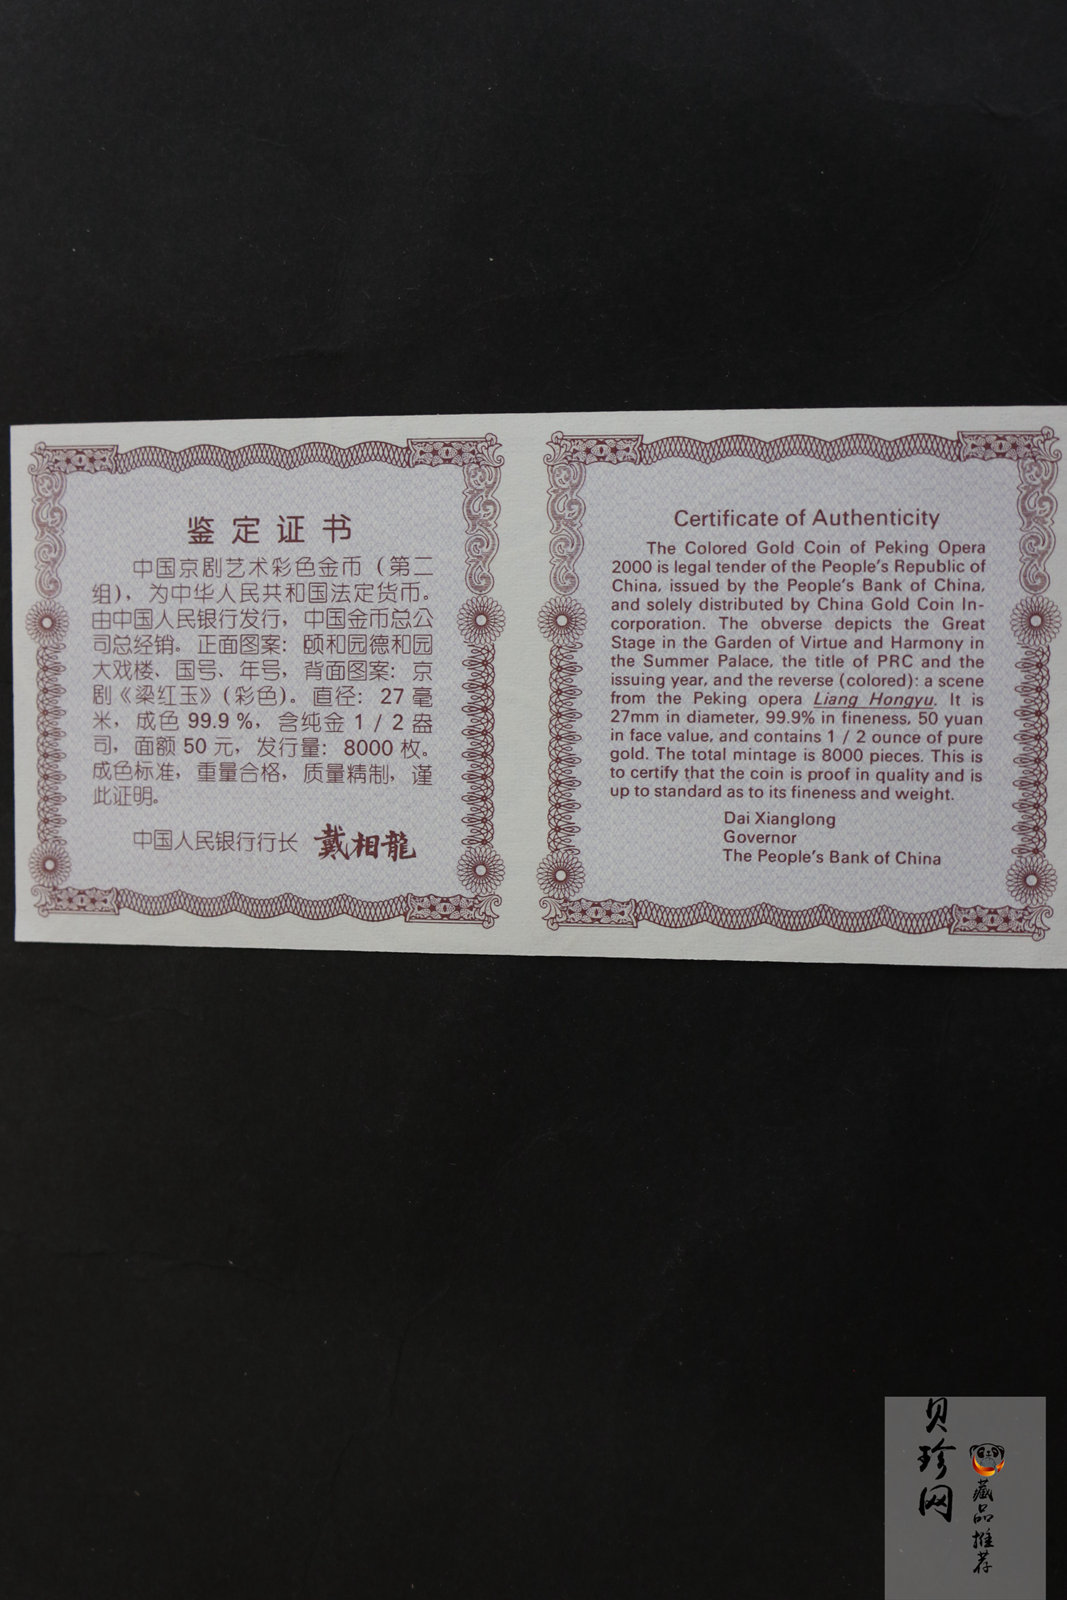 鉴定证书
中国京剧艺术彩色金币（第二
组），为中华人民共和国法定货币。
由中国人民银行发行，中国金币总公
司总经销。正面图案：颐和园德和园
大戏楼、国号、年号，背面图案：京
剧《梁红玉》（彩色）。直径：27毫
米，成色99.9%，含纯金1/2盎
司，面额50元，发行量：8000枚。
成色标准，重量合格，质量精制，谨
此证明。
中国人民银行行长 戴相龍
Certificate of Authenticity
The Colored Gold Coin of Peking Opera
2000 is legal tender of the People's Republic of
China, issued by the People's Bank of China,
and solely distributed by China Gold Coin In-
corporation. The obverse depicts the Great
Stage in the Garden of Virtue and Harmony in
the Summer Palace, the title of PRC and the
issuing year, and the reverse (colored): a scene
from the Peking opera Liang Hongyu. It is
27mm in diameter, 99.9% in fineness, 50 yuan
in face value, and contains 1 / 2 ounce of pure
gold. The total mintage is 8000 pieces. This is
to certify that the coin is proof in quality and is
up to standard as to its fineness and weight.
Dai Xianglong
Governor
The People's Bank of China
贝珍网
藏品推荐